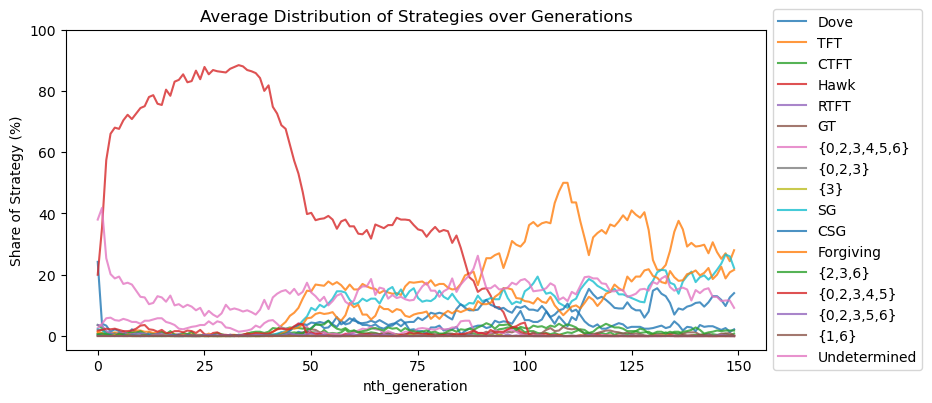 Average Distribution of Strategies over Generations
100
80
60
40
20
0
Share of Strategy (%)
0
25
50
75
100
125
150
nth_generation
Dove
TFT
CTFT
Hawk
RTFT
GT
{0,2,3,4,5,6}
{0,2,3}
{3}
SG
CSG
Forgiving
{2,3,6}
{0,2,3,4,5}
{0,2,3,5,6}
{1,6}
Undetermined